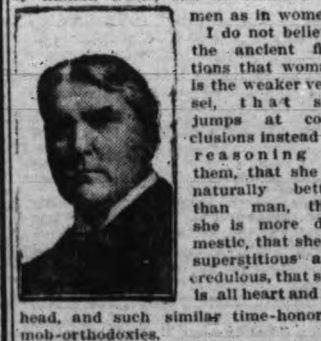 men as in wome
I do not belie
the ancient fi
tions that wom
is the weaker ve
sel, that s
jumps at co
clusions instead
reasoning
them, that she
naturally bett
than man, th
she is more d
mestic, that she
superstitious a
credulous, that s
is all heart and
head, and such similar time-honor
mob-orthodoxies.